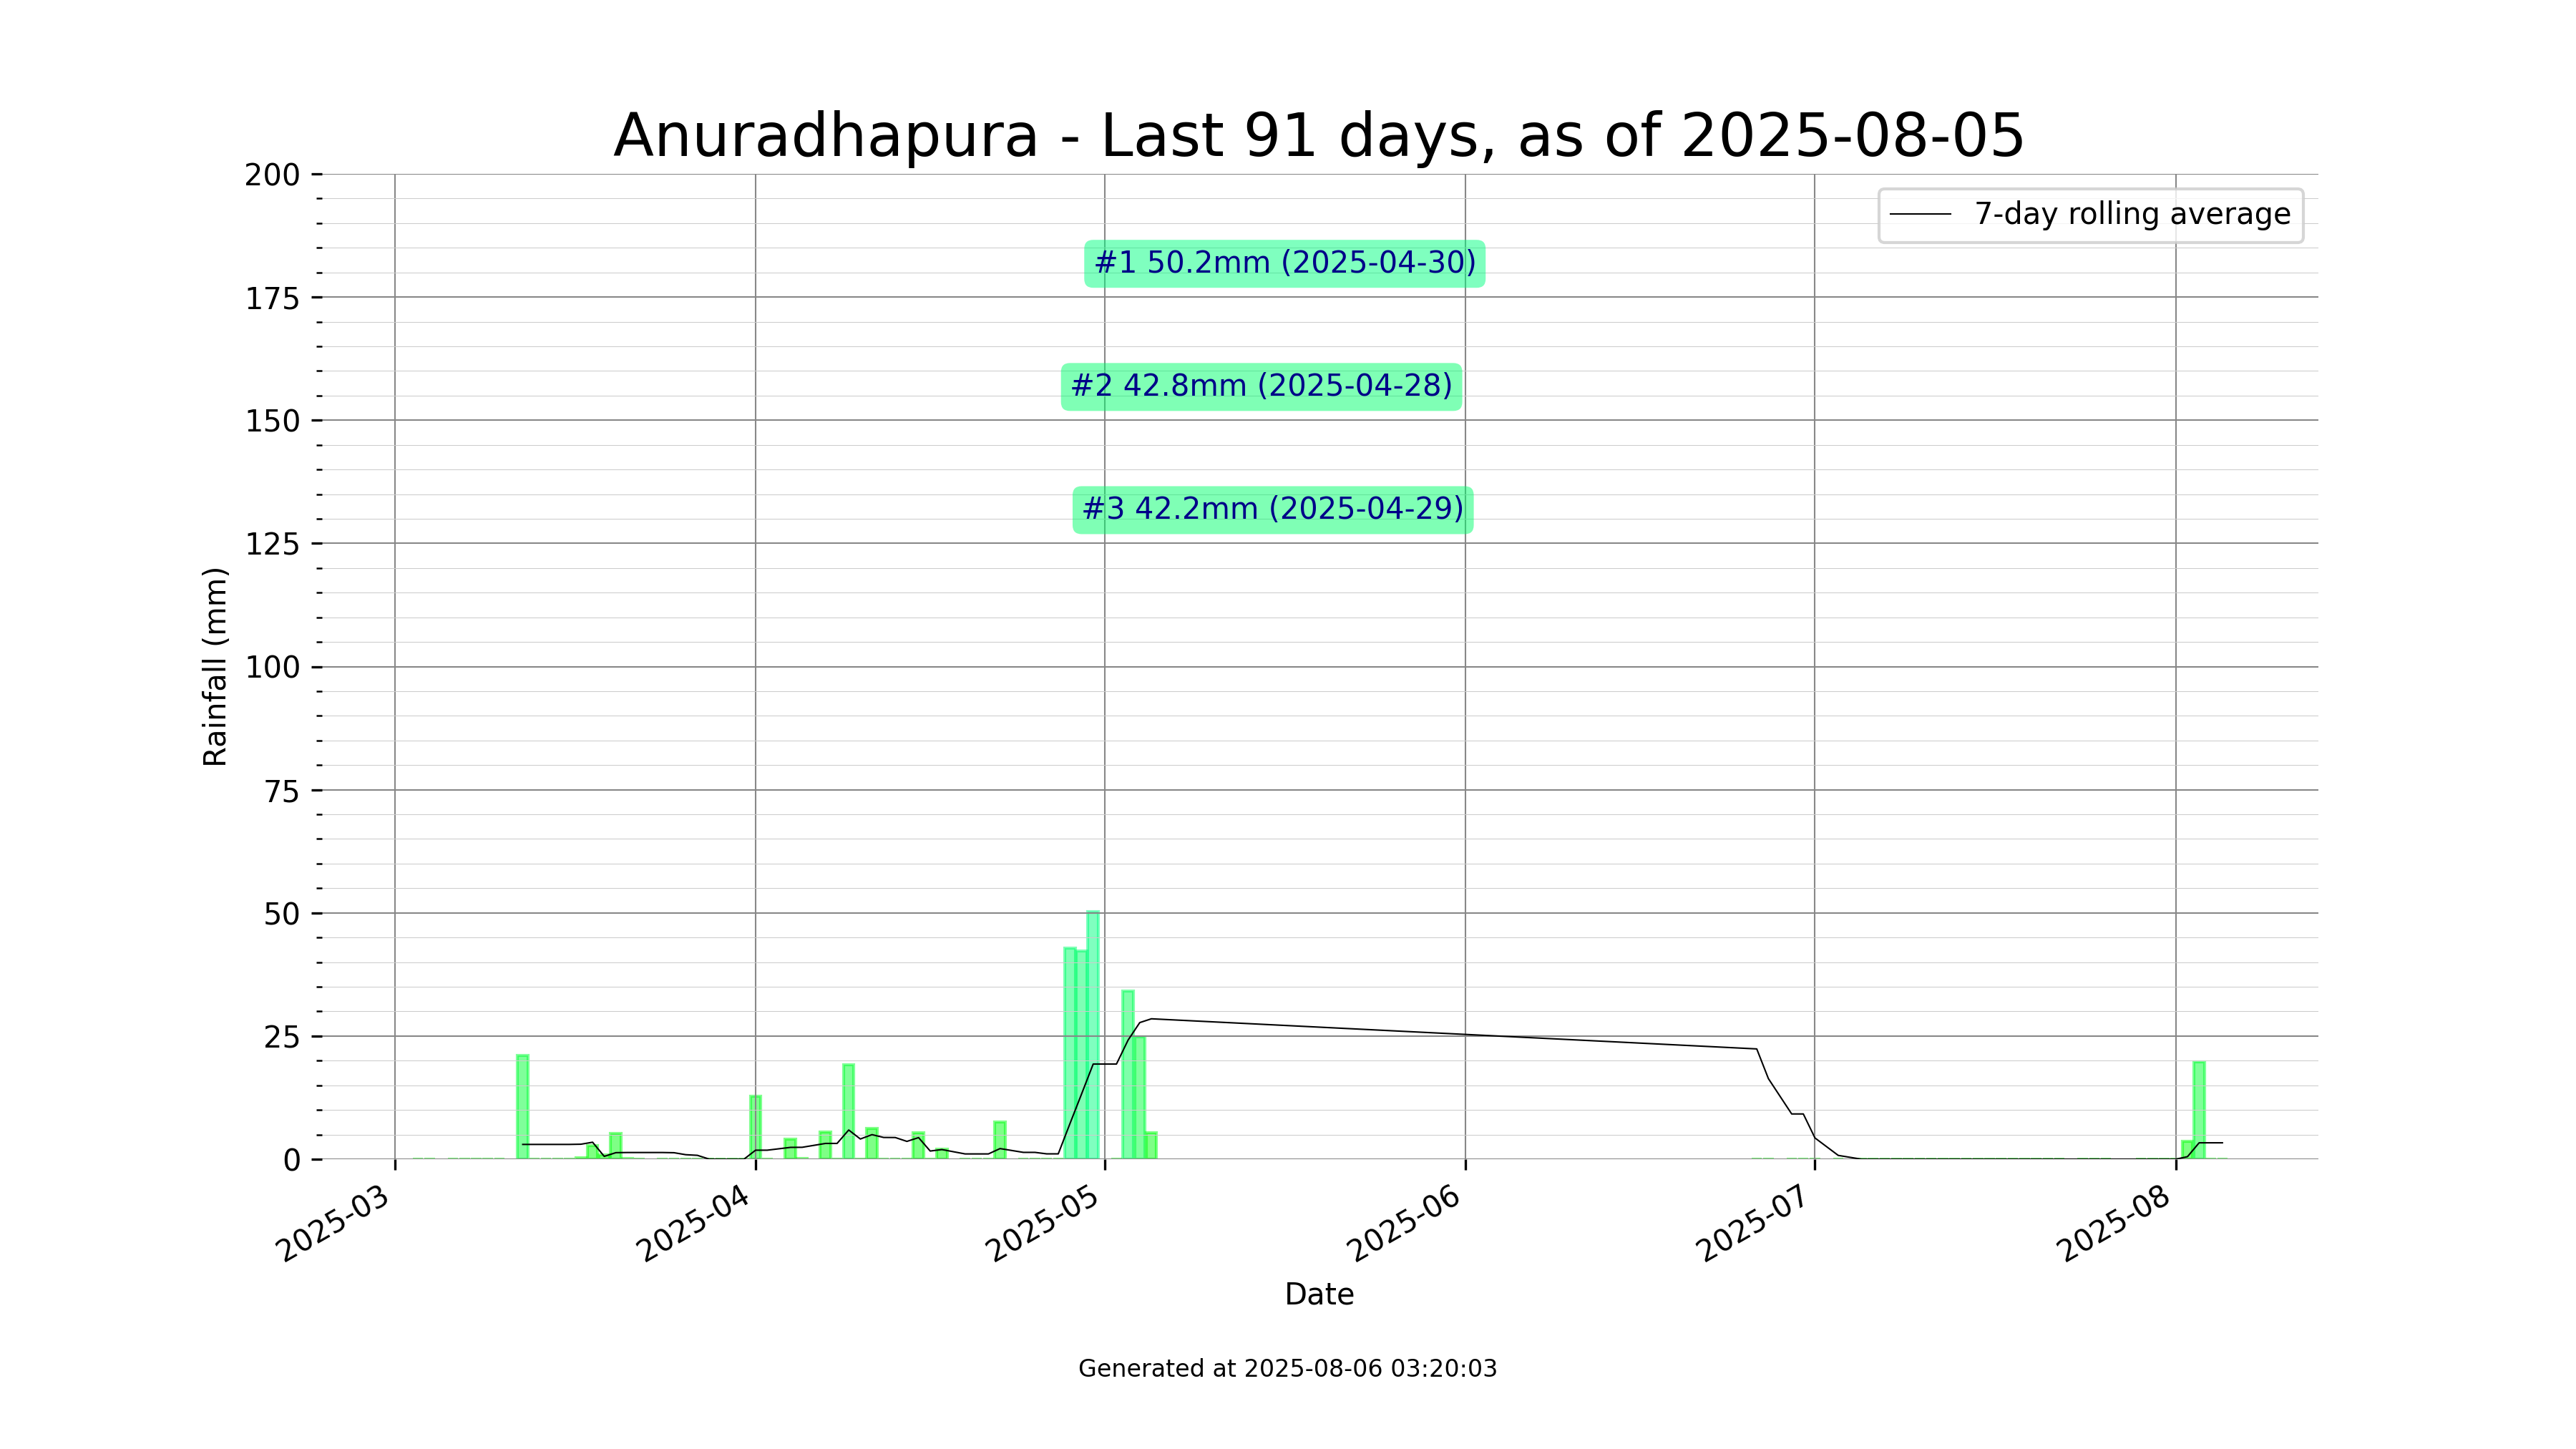 Anuradhapura - Last 91 days, as of 2025-08-05
200
175
150
125
100
75
50
25
0
Rainfall (mm)
7-day rolling average
#1 50.2mm (2025-04-30)
#2 42.8mm (2025-04-28)
#3 42.2mm (2025-04-29)
2025-03
2025-04
2025-05
2025-06
2025-07
2025-08
Date
Generated at 2025-08-06 03:20:03